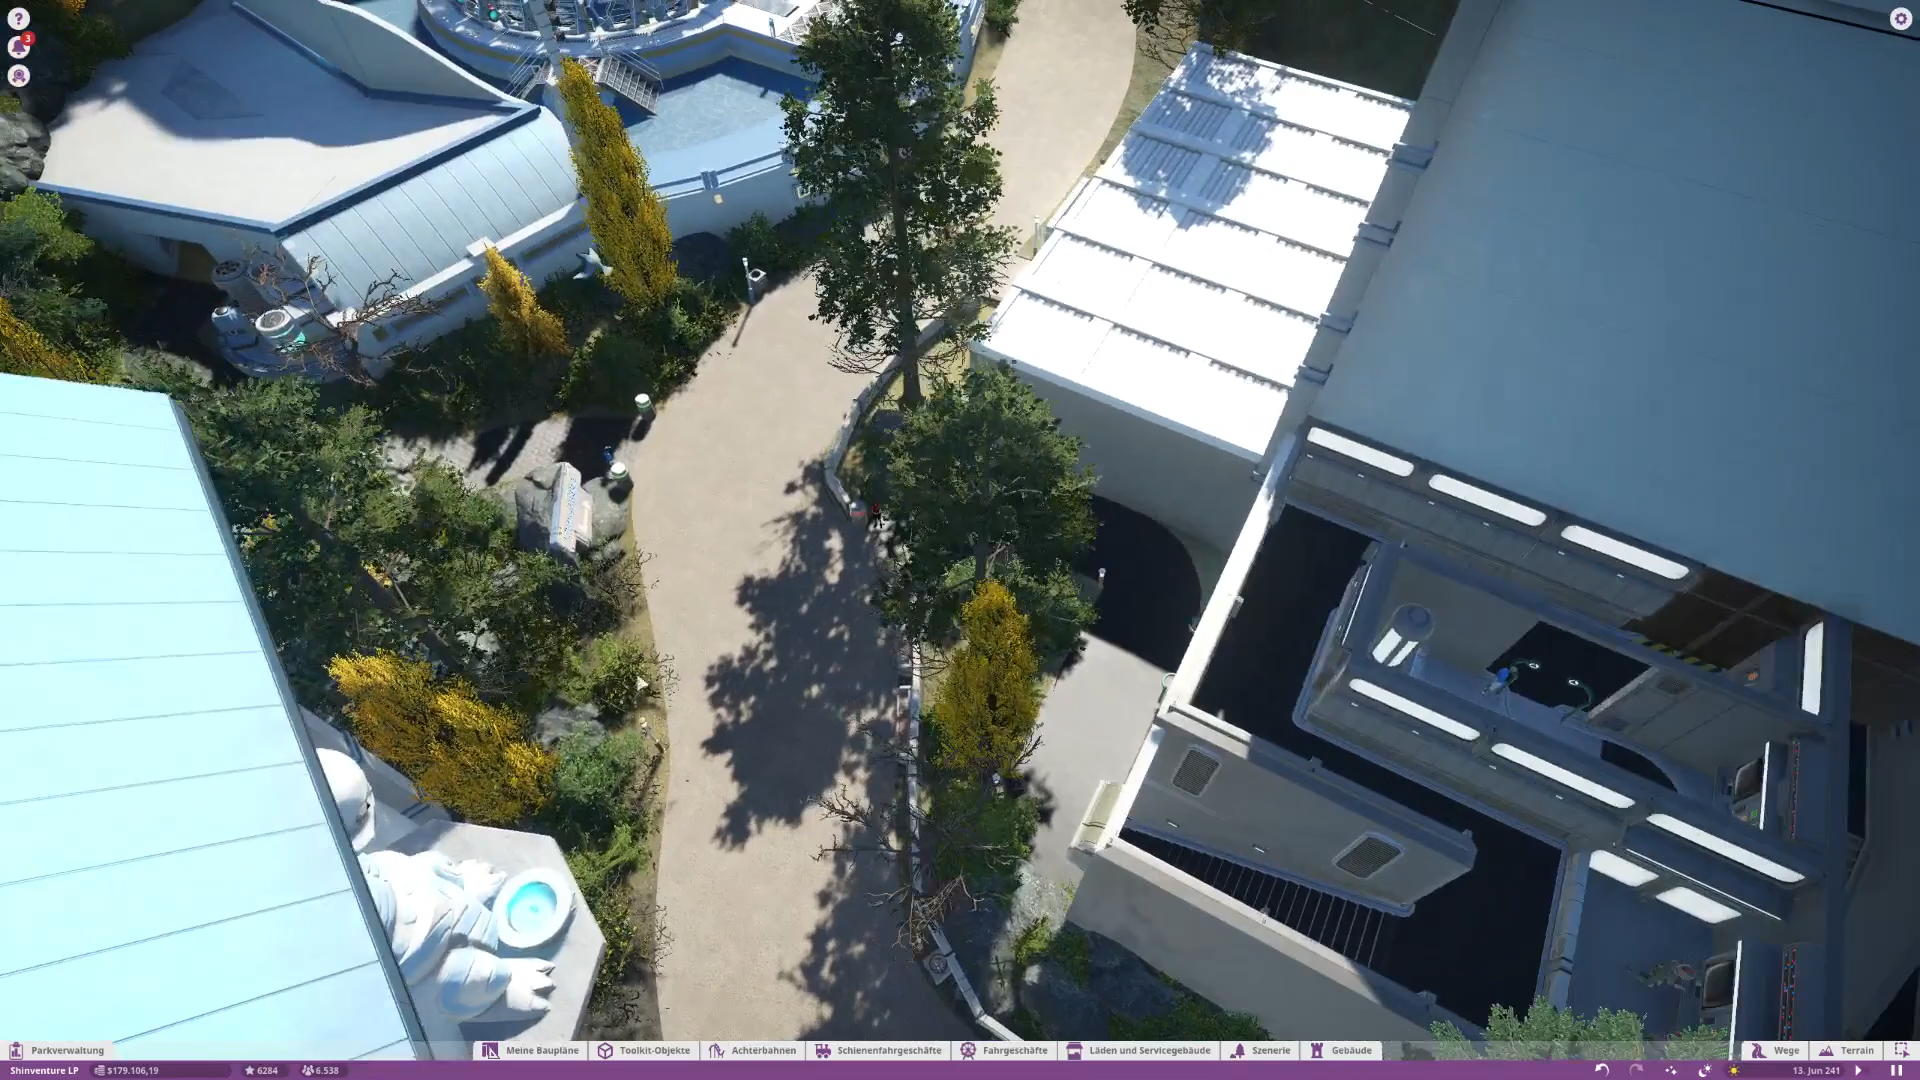 ?
3
Parkverwaltung
Meine Baupläne
Toolkit-Objekte
Achterbahnen
Schienenfahrgeschäfte
Fahrgeschäfte
Läden und Servicegebäude
Szenerie
Gebäude
Wege
Terrain
Shinventure LP
$179.106,19
6284
6.538
13. Jun 241